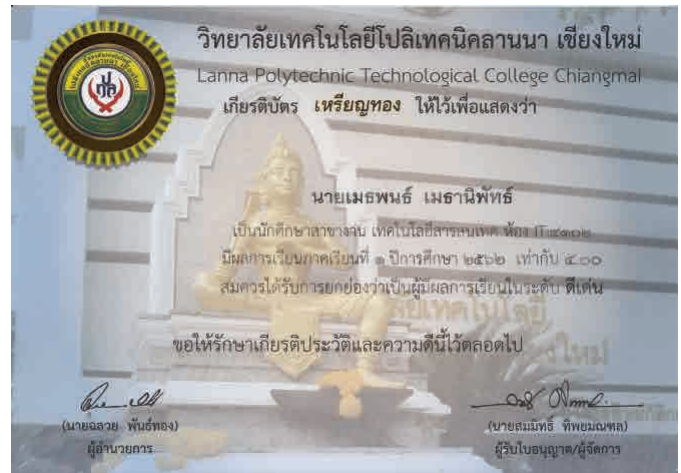 วิทยาลัยเทคโนโลยีโปลิเทคนิคลานนา เชียงใหม่
Lanna Polytechnic Technological College Chiangmai
เกียรติบัตร เหรียญทอง ให้ไว้เพื่อแสดงว่า
นายเมธพนธ์ เมธานิพัทธ์
เป็นนักศึกษาสาขางาน เทคโนโลยีสารสนเทศ ห้อง IT.๔๓๐๒
มีผลการเรียนภาคเรียนที่ ๑ ปีการศึกษา ๒๕๖๒ เท่ากับ ๔.๐๐
สมควรได้รับการยกย่องว่าเป็นผู้มีผลการเรียนในระดับ ดีเด่น
ขอให้รักษาเกียรติประวัติและความดีนี้ไว้ตลอดไป
(นายฉลวย พันธ์ทอง)
ผู้อำนวยการ
(นายสมมิทธิ์ ทิพยมณฑล)
ผู้รับใบอนุญาต/ผู้จัดการ